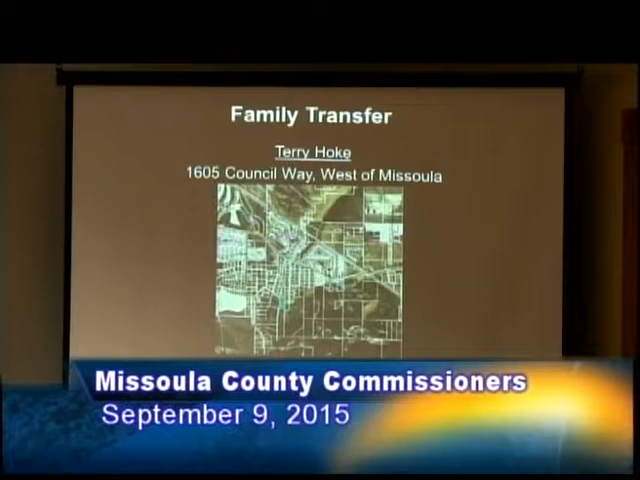 Family Transfer
Terry Hoke
1605 Council Way, West of Missoula
Missoula County Commissioners
September 9, 2015